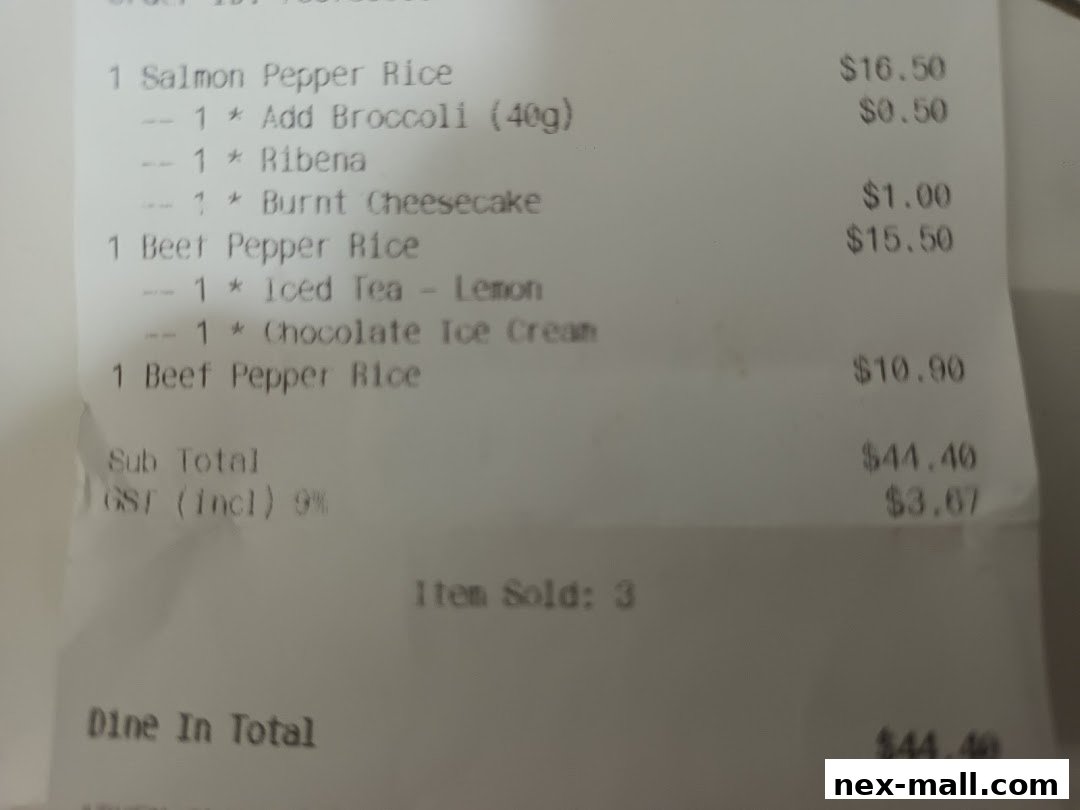 1 Salmon Pepper Rice $16.50
-- 1 * Add Broccoli (40g) $0.50
-- 1 * Ribena
-- 1 * Burnt Cheesecake $1.00
1 Beef Pepper Rice $15.50
-- 1 * Iced Tea - Lemon
-- 1 * Chocolate Ice Cream
1 Beef Pepper Rice $10.90
Sub Total $44.40
GST (incl) 9% $3.67
Item Sold: 3
Dine In Total $44.40
nex-mall.com